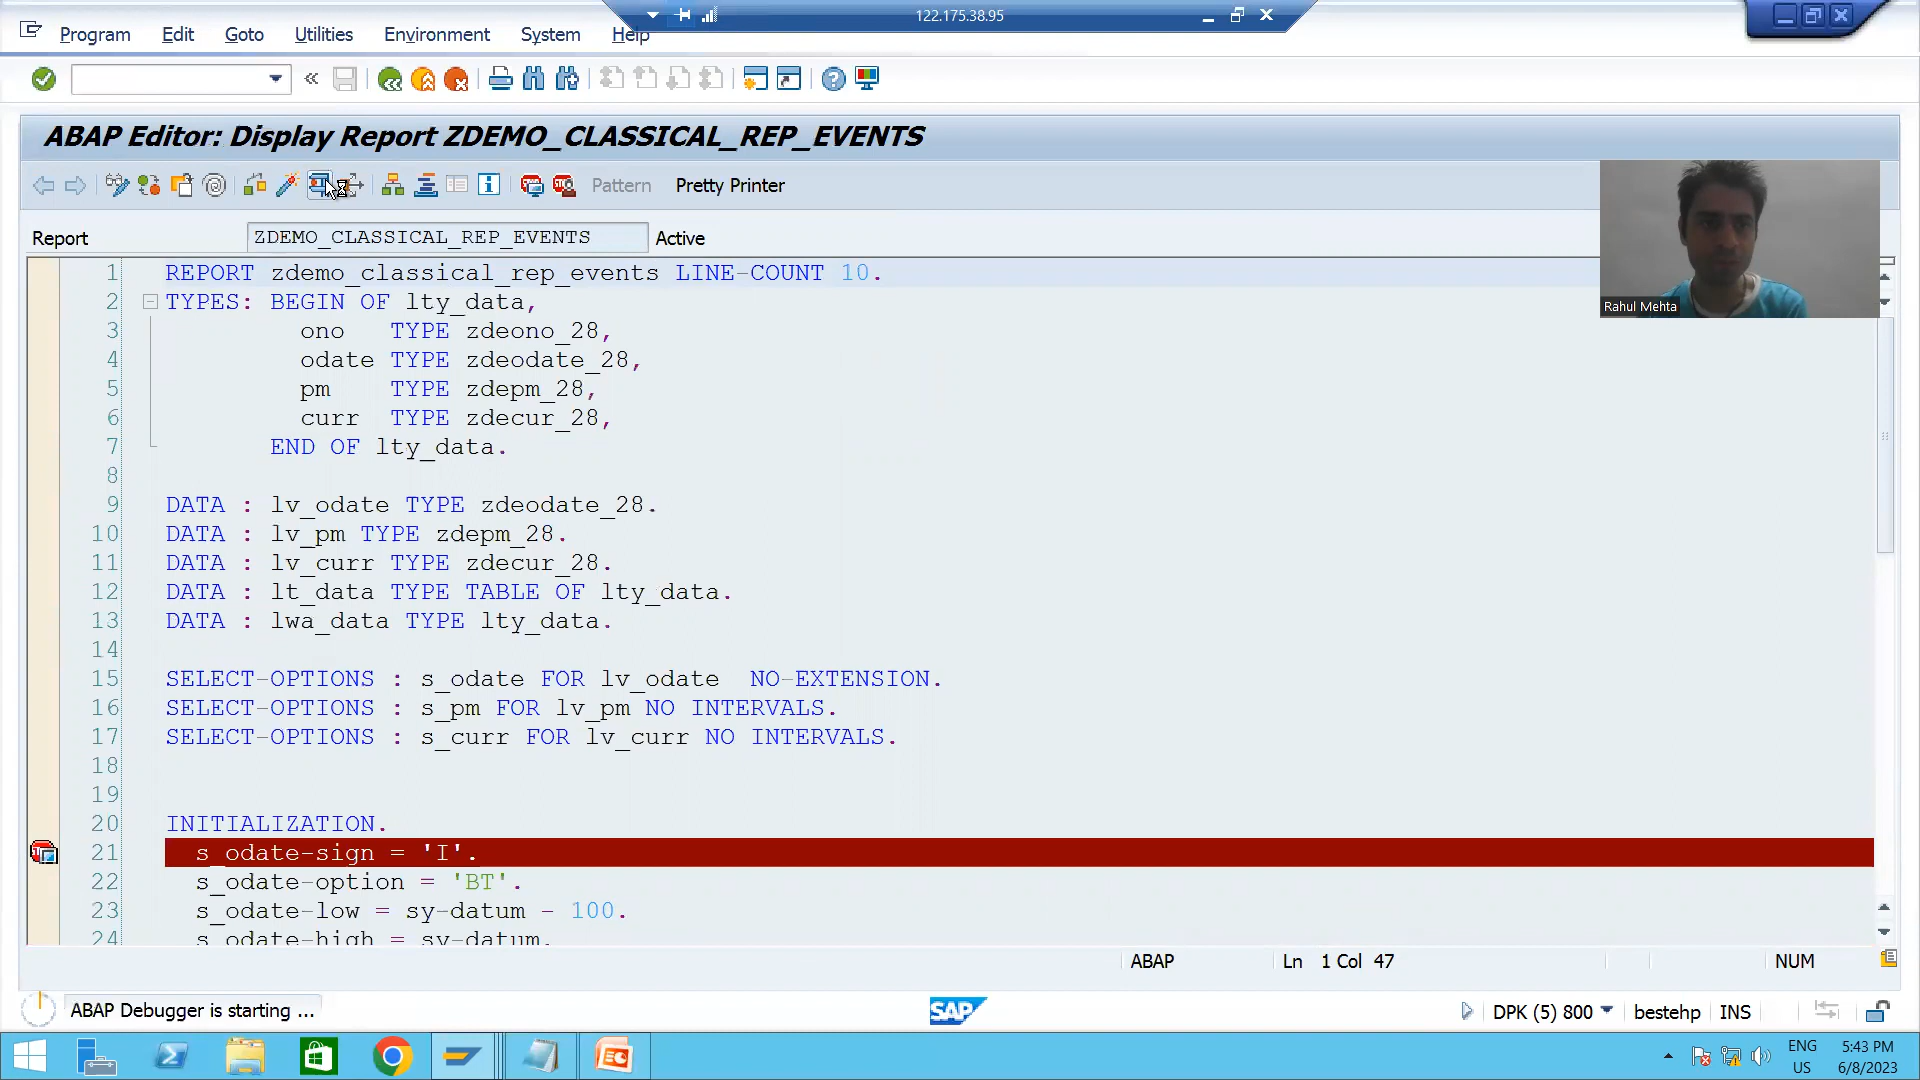 122.175.38.95
Program Edit Goto Utilities Environment System Help
ABAP Editor: Display Report ZDEMO_CLASSICAL_REP_EVENTS
Pattern Pretty Printer
Report ZDEMO_CLASSICAL_REP_EVENTS Active
Rahul Mehta
1 REPORT zdemo_classical_rep_events LINE-COUNT 10.
2 TYPES: BEGIN OF lty_data,
3 ono TYPE zdeono_28,
4 odate TYPE zdeodate_28,
5 pm TYPE zdepm_28,
6 curr TYPE zdecur_28,
7 END OF lty_data.
8
9 DATA : lv_odate TYPE zdeodate_28.
10 DATA : lv_pm TYPE zdepm_28.
11 DATA : lv_curr TYPE zdecur_28.
12 DATA : lt_data TYPE TABLE OF lty_data.
13 DATA : lwa_data TYPE lty_data.
14
15 SELECT-OPTIONS : s_odate FOR lv_odate NO-EXTENSION.
16 SELECT-OPTIONS : s_pm FOR lv_pm NO INTERVALS.
17 SELECT-OPTIONS : s_curr FOR lv_curr NO INTERVALS.
18
19
20 INITIALIZATION.
21 s_odate-sign = 'I'.
22 s_odate-option = 'BT'.
23 s_odate-low = sy-datum - 100.
24 s_odate-high = sy-datum.
ABAP Ln 1 Col 47 NUM
ABAP Debugger is starting ... SAP DPK (5) 800 bestehp INS
ENG 5:43 PM
US 6/8/2023